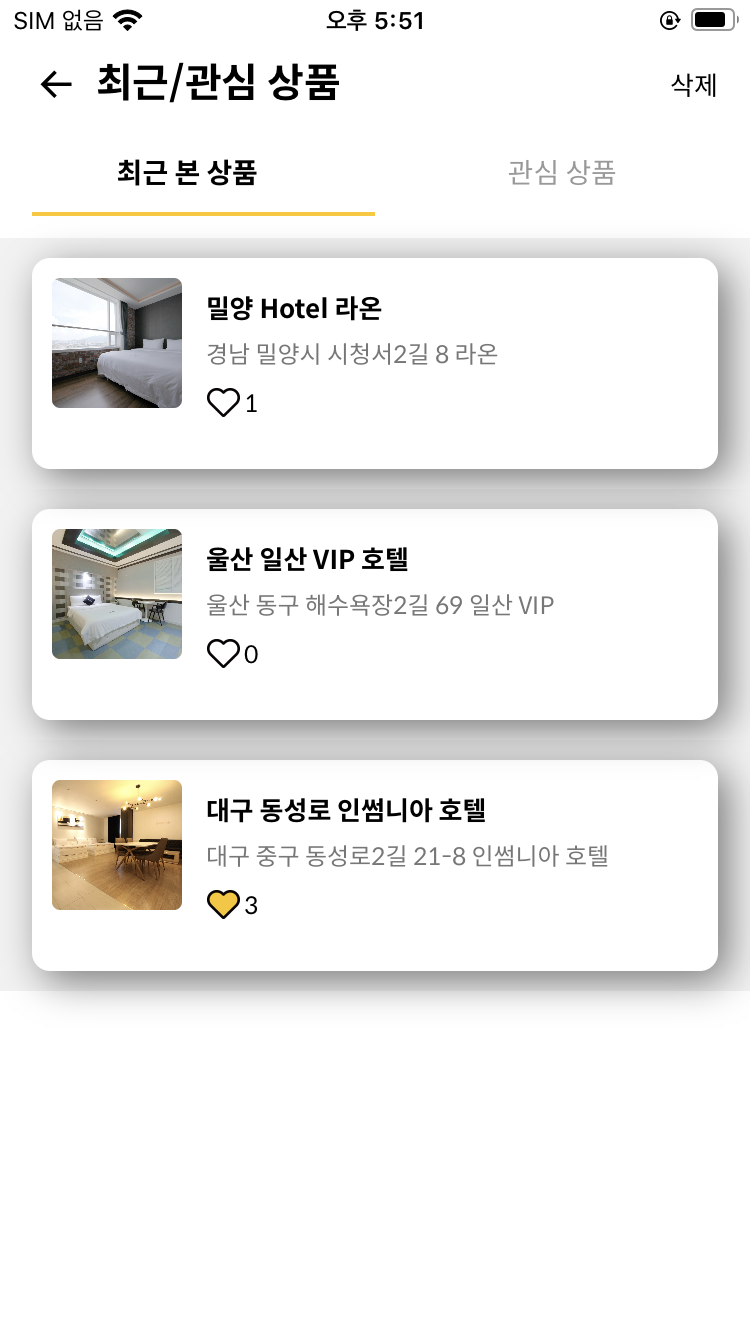 SIM 없음 오후 5:51
최근/관심 상품 삭제
최근 본 상품 관심 상품
밀양 Hotel 라온
경남 밀양시 시청서2길 8 라온
1
울산 일산 VIP 호텔
울산 동구 해수욕장2길 69 일산 VIP
0
대구 동성로 인썸니아 호텔
대구 중구 동성로2길 21-8 인썸니아 호텔
3